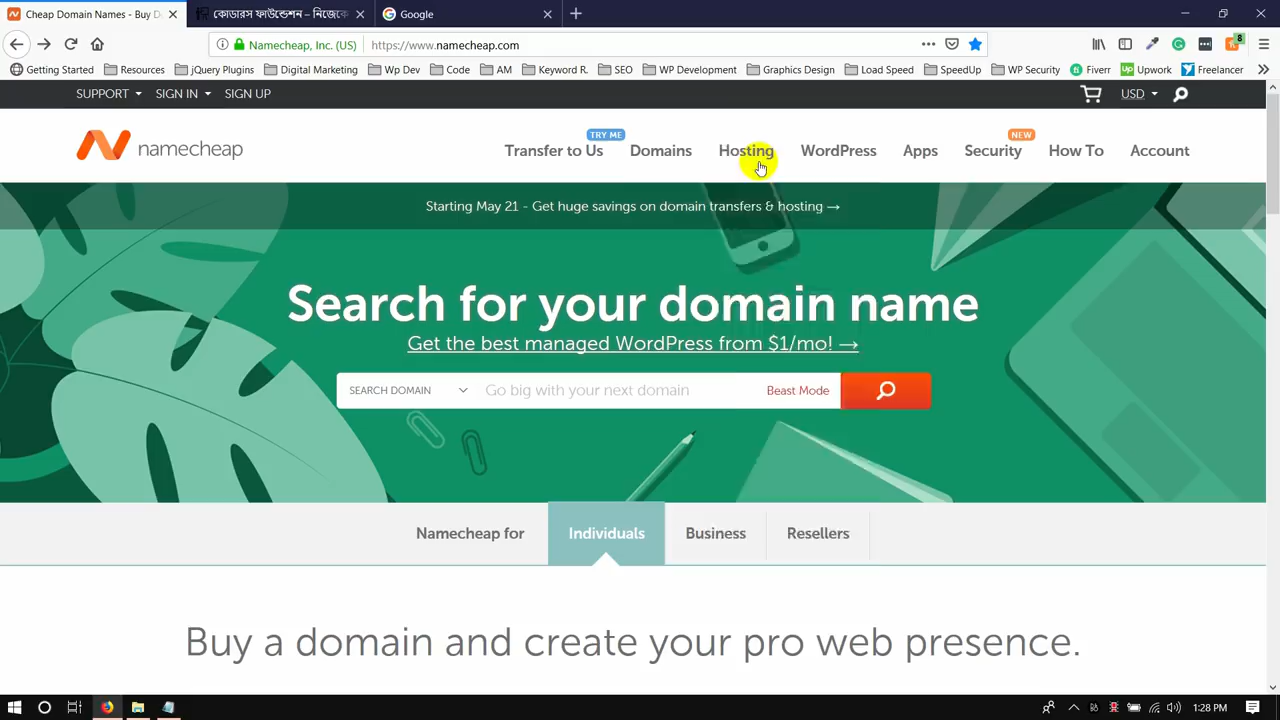 Cheap Domain Names - Buy D
কোডারস ফাউন্ডেশন – নিজেকে
Google
Namecheap, Inc. (US)
https://www.namecheap.com
8
Getting Started
Resources
jQuery Plugins
Digital Marketing
Wp Dev
Code
AM
Keyword R.
SEO
WP Development
Graphics Design
Load Speed
SpeedUp
WP Security
Fiverr
Upwork
Freelancer
SUPPORT
SIGN IN
SIGN UP
USD
namecheap
TRY ME
NEW
Transfer to Us
Domains
Hosting
WordPress
Apps
Security
How To
Account
Starting May 21 - Get huge savings on domain transfers & hosting →
Search for your domain name
Get the best managed WordPress from $1/mo! →
SEARCH DOMAIN
Go big with your next domain
Beast Mode
Namecheap for
Individuals
Business
Resellers
Buy a domain and create your pro web presence.
1:28 PM